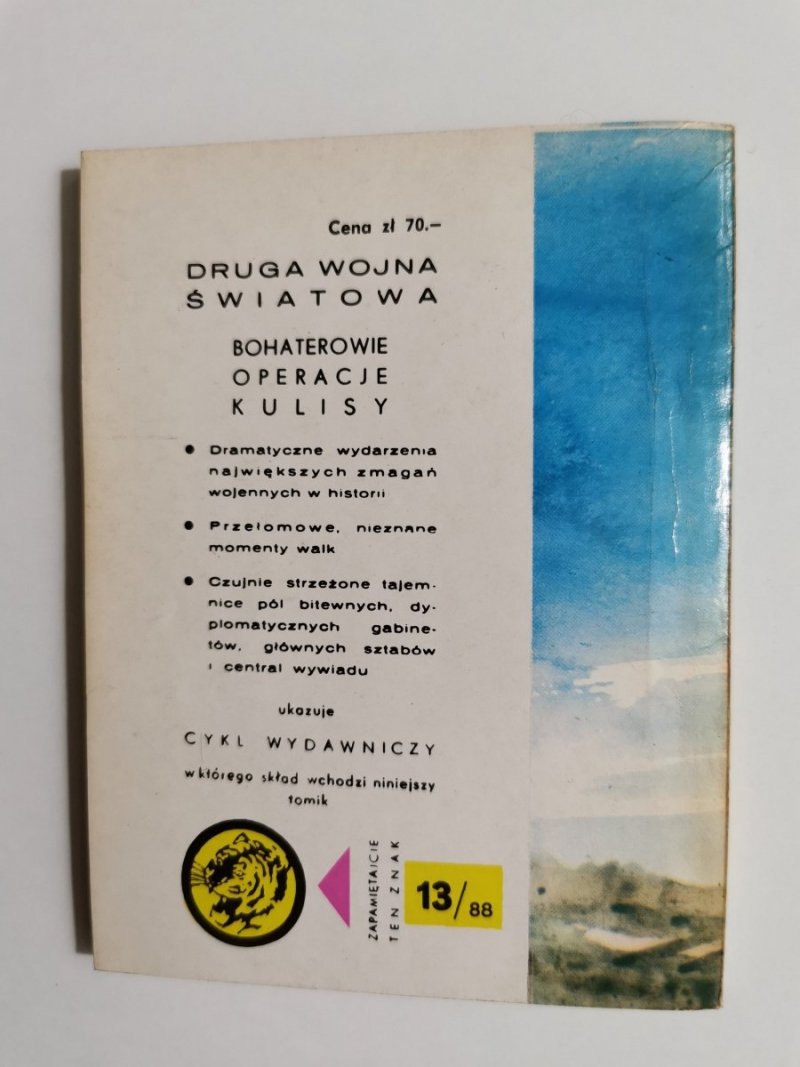 Cena zł 70.—
DRUGA WOJNA
ŚWIATOWA
BOHATEROWIE
OPERACJE
KULISY
● Dramatyczne wydarzenia
największych zmagań
wojennych w historii
● Przełomowe, nieznane
momenty walk
● Czujnie strzeżone tajem-
nice pól bitewnych, dy-
plomatycznych gabine-
tów, głównych sztabów
i central wywiadu
ukazuje
CYKL WYDAWNICZY
w którego skład wchodzi niniejszy
tomik
ZAPAMIĘTAJCIE
TEN ZNAK
13/88